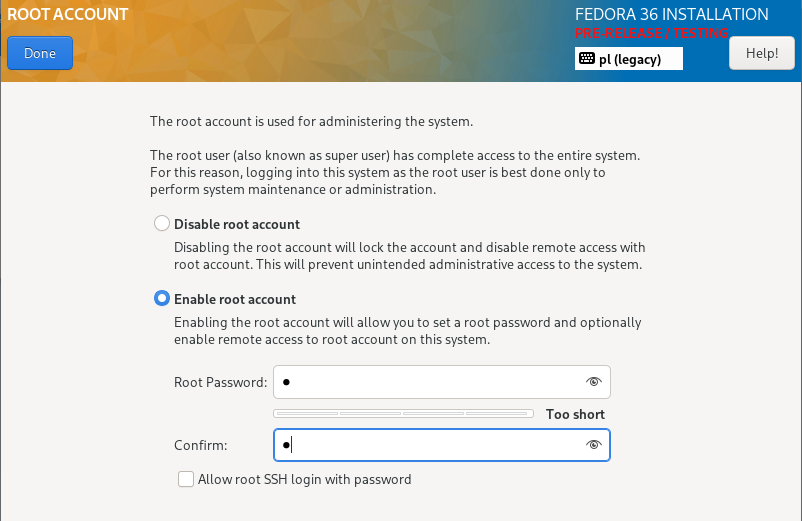 ROOT ACCOUNT
FEDORA 36 INSTALLATION
PRE-RELEASE / TESTING
Done
pl (legacy)
Help!
The root account is used for administering the system.
The root user (also known as super user) has complete access to the entire system.
For this reason, logging into this system as the root user is best done only to
perform system maintenance or administration.
Disable root account
Disabling the root account will lock the account and disable remote access with
root account. This will prevent unintended administrative access to the system.
Enable root account
Enabling the root account will allow you to set a root password and optionally
enable remote access to root account on this system.
Root Password: ●
Too short
Confirm: ●
Allow root SSH login with password